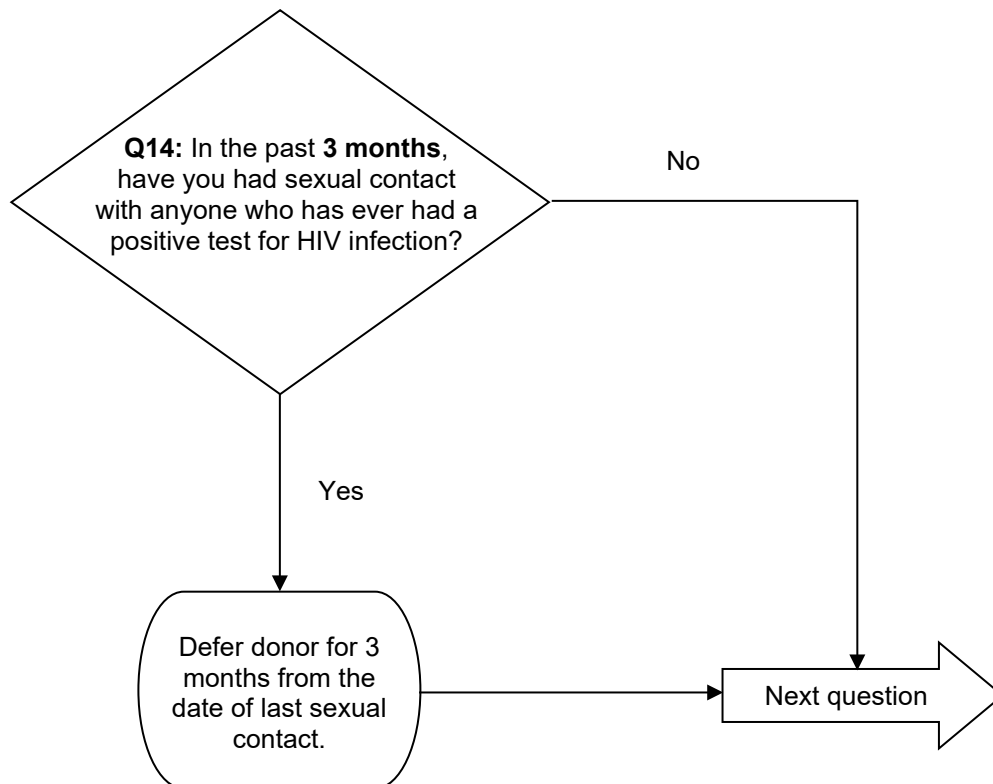 Q14: In the past 3 months,
have you had sexual contact
with anyone who has ever had a
positive test for HIV infection?
No
Yes
Defer donor for 3
months from the
date of last sexual
contact.
Next question